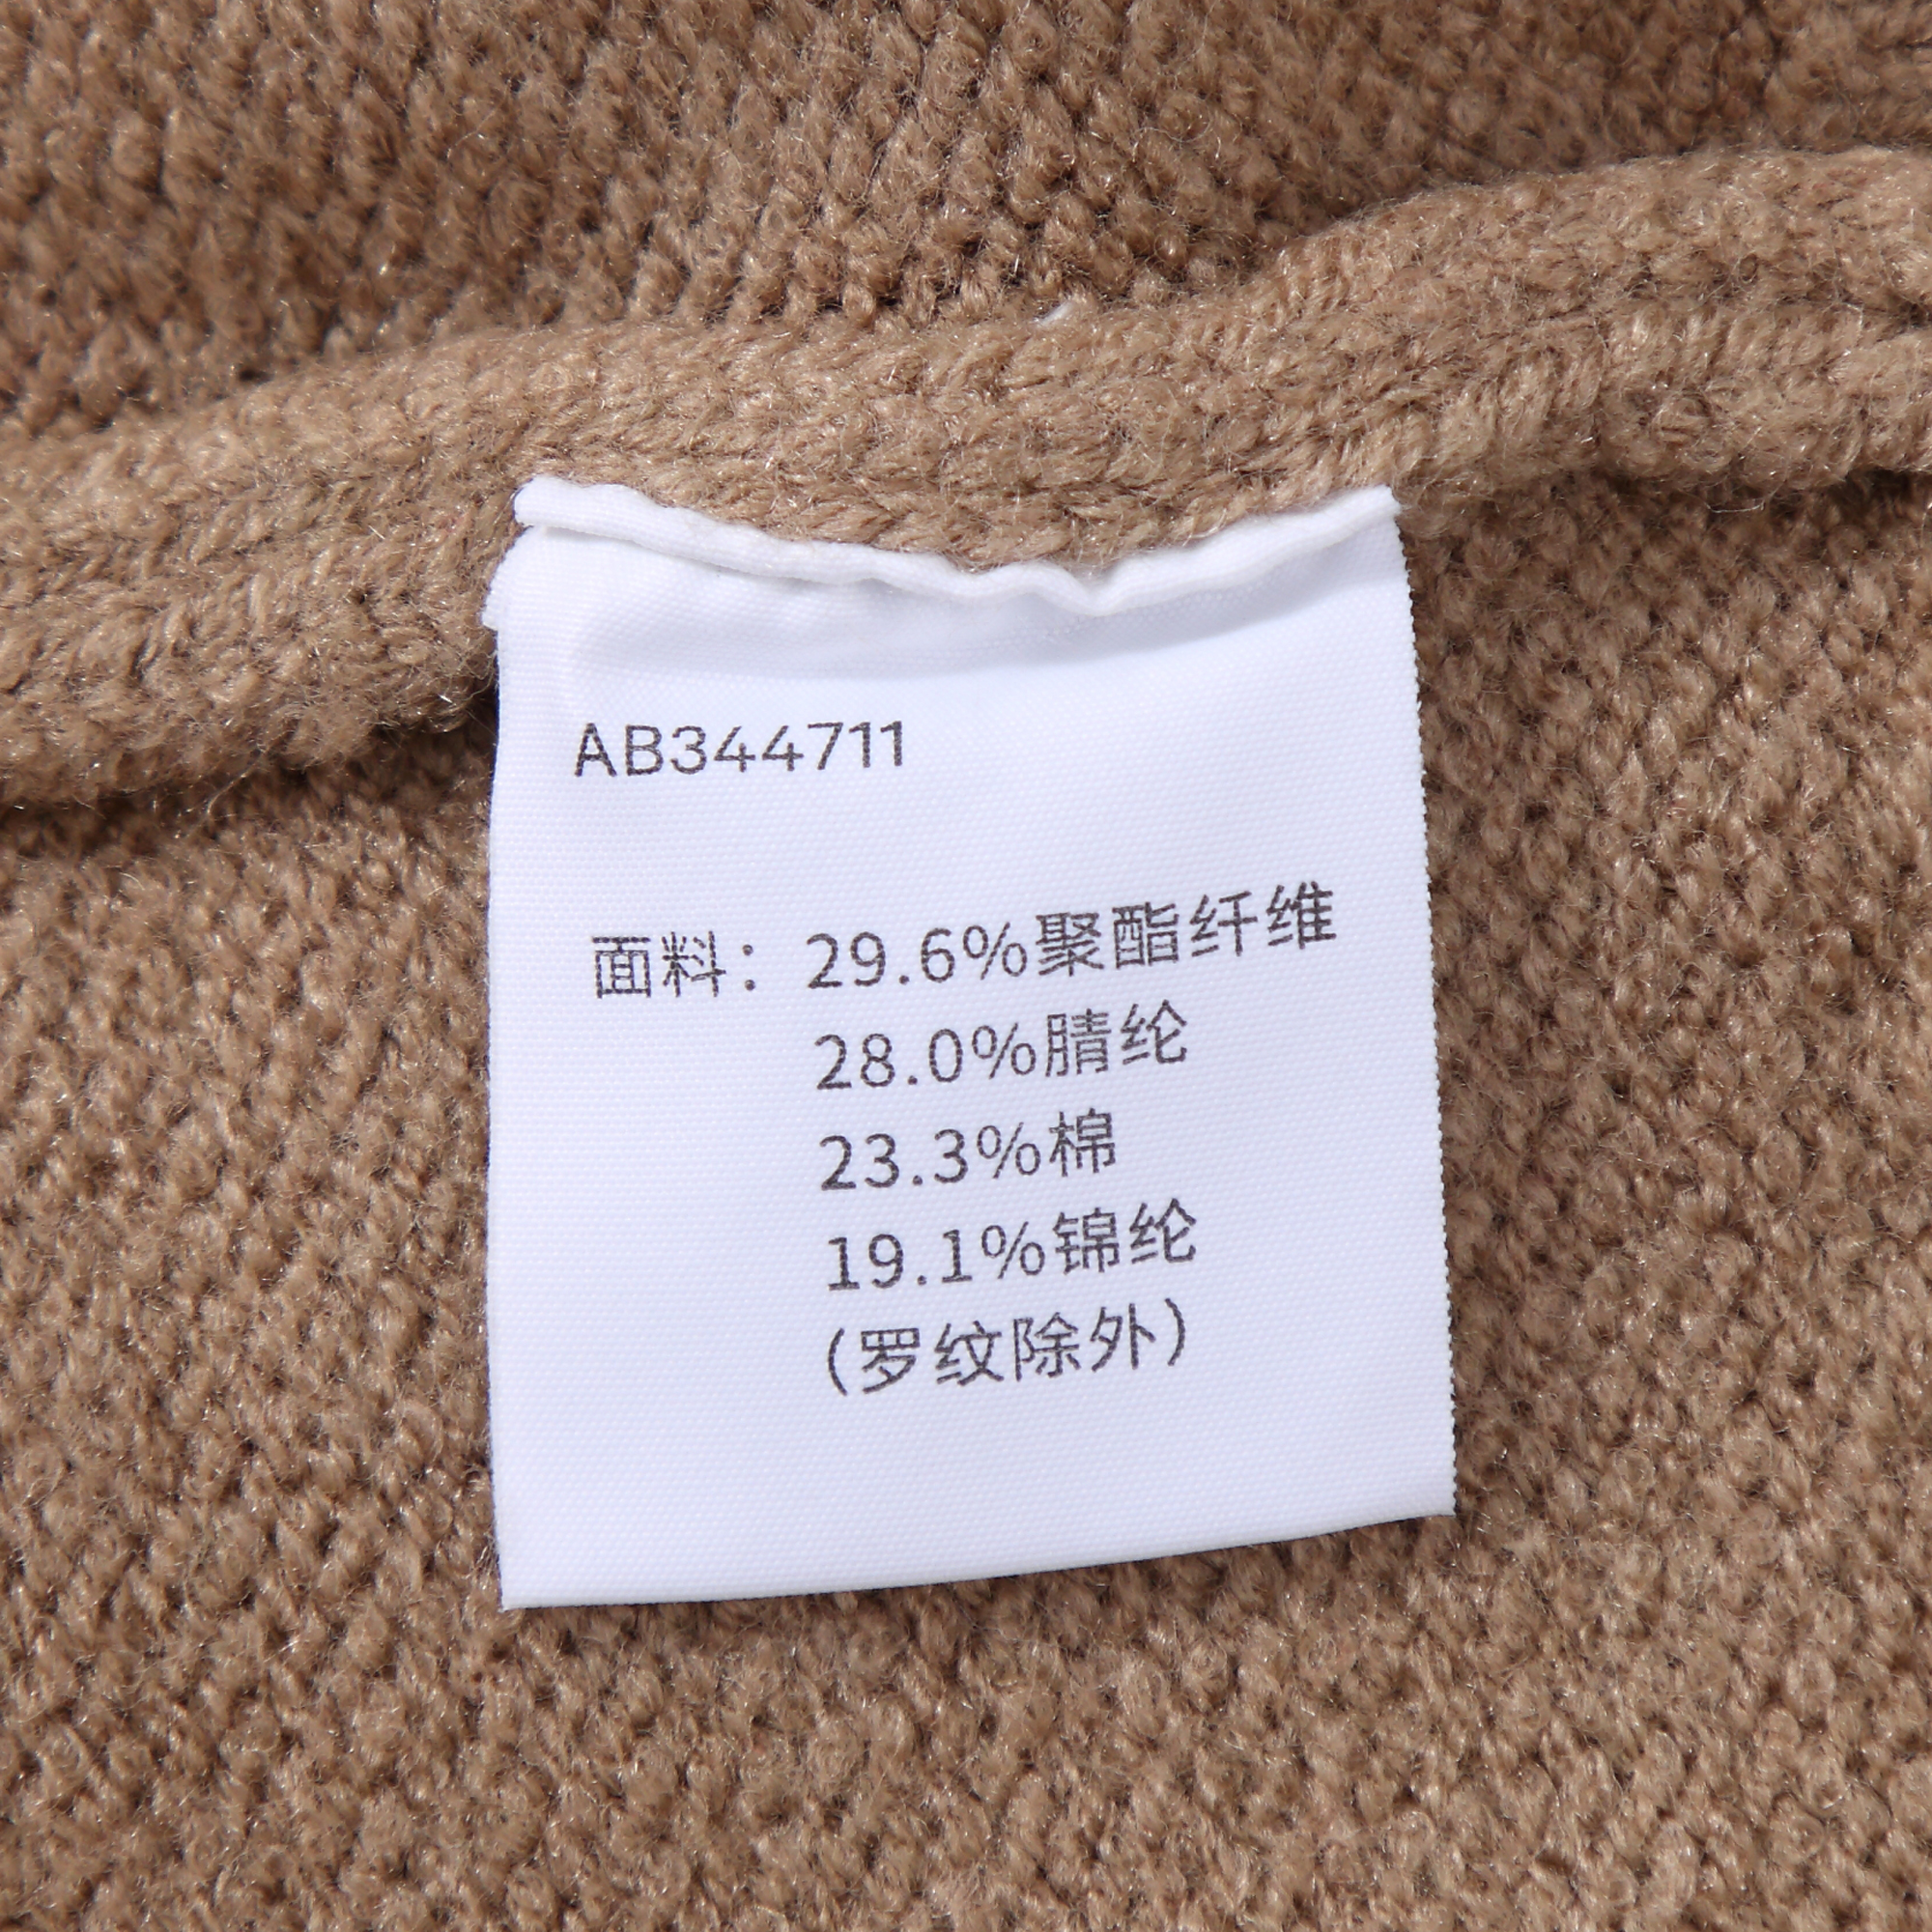 AB344711
面料：29.6%聚酯纤维
28.0%腈纶
23.3%棉
19.1%锦纶
(罗纹除外)